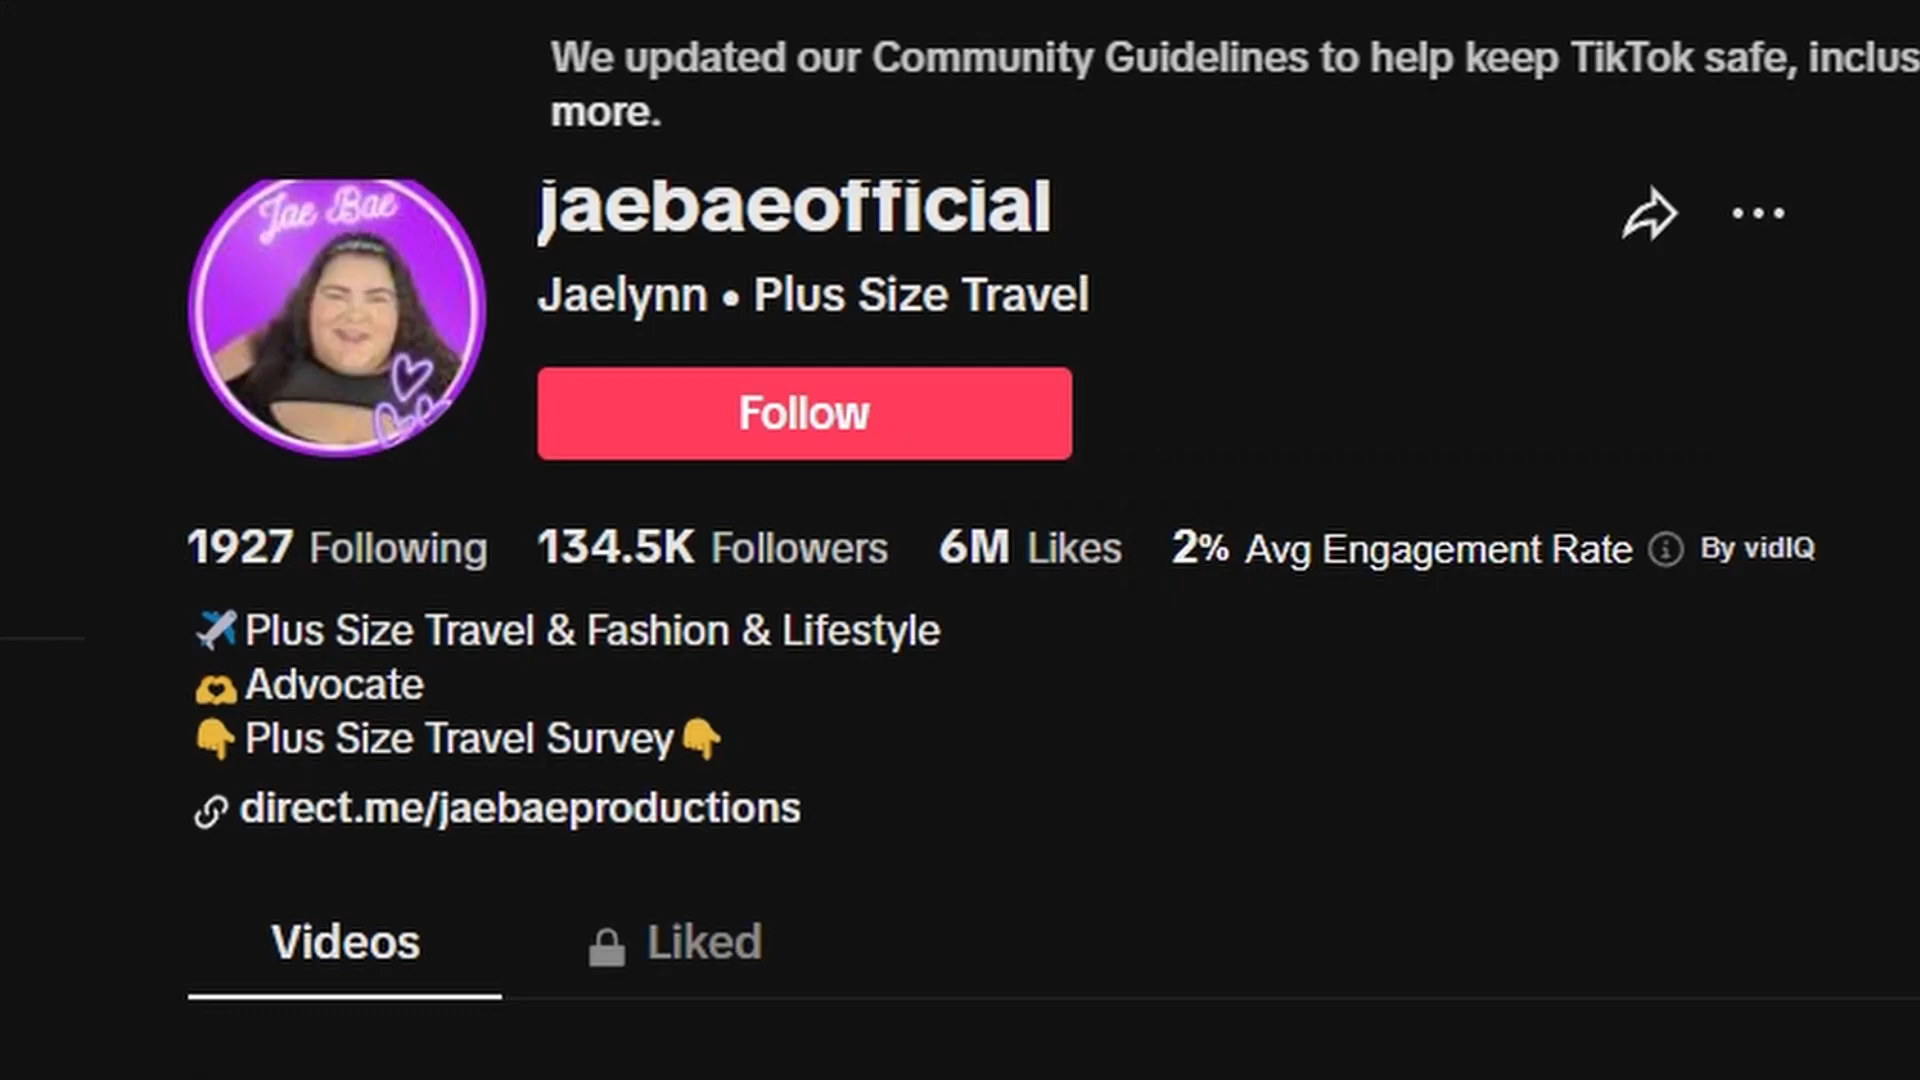 We updated our Community Guidelines to help keep TikTok safe, inclus
more.
Jae Bae
jaebaeofficial
Jaelynn • Plus Size Travel
Follow
1927 Following 134.5K Followers 6M Likes 2% Avg Engagement Rate By vidIQ
✈️Plus Size Travel & Fashion & Lifestyle
🫶Advocate
👇Plus Size Travel Survey👇
direct.me/jaebaeproductions
Videos Liked